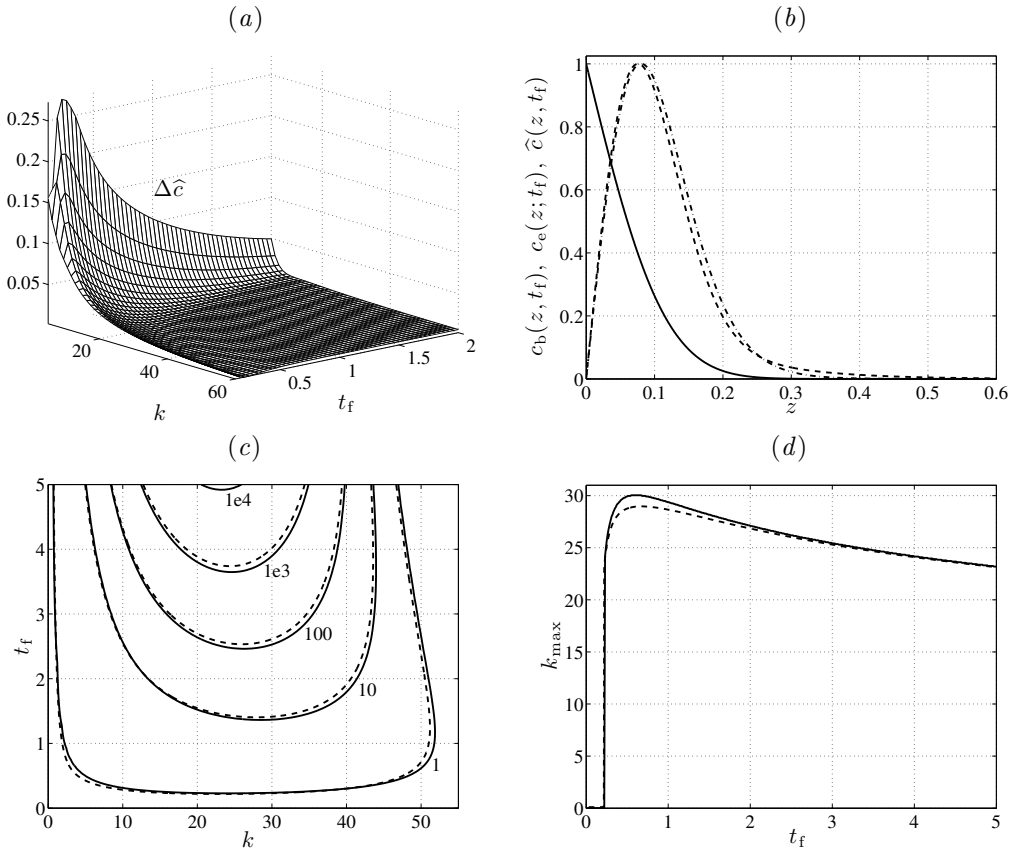 (a)
0.25
0.2
0.15
0.1
0.05
Δĉ
20
40
60
k
0.5
1
1.5
2
t_f
(b)
c_b(z, t_f), c_e(z; t_f), ĉ(z, t_f)
1
0.8
0.6
0.4
0.2
0
0 0.1 0.2 0.3 0.4 0.5 0.6
z
(c)
t_f
5
4
3
2
1
0
1e4
1e3
100
10
1
0 10 20 30 40 50
k
(d)
k_max
30
25
20
15
10
5
0
0 1 2 3 4 5
t_f